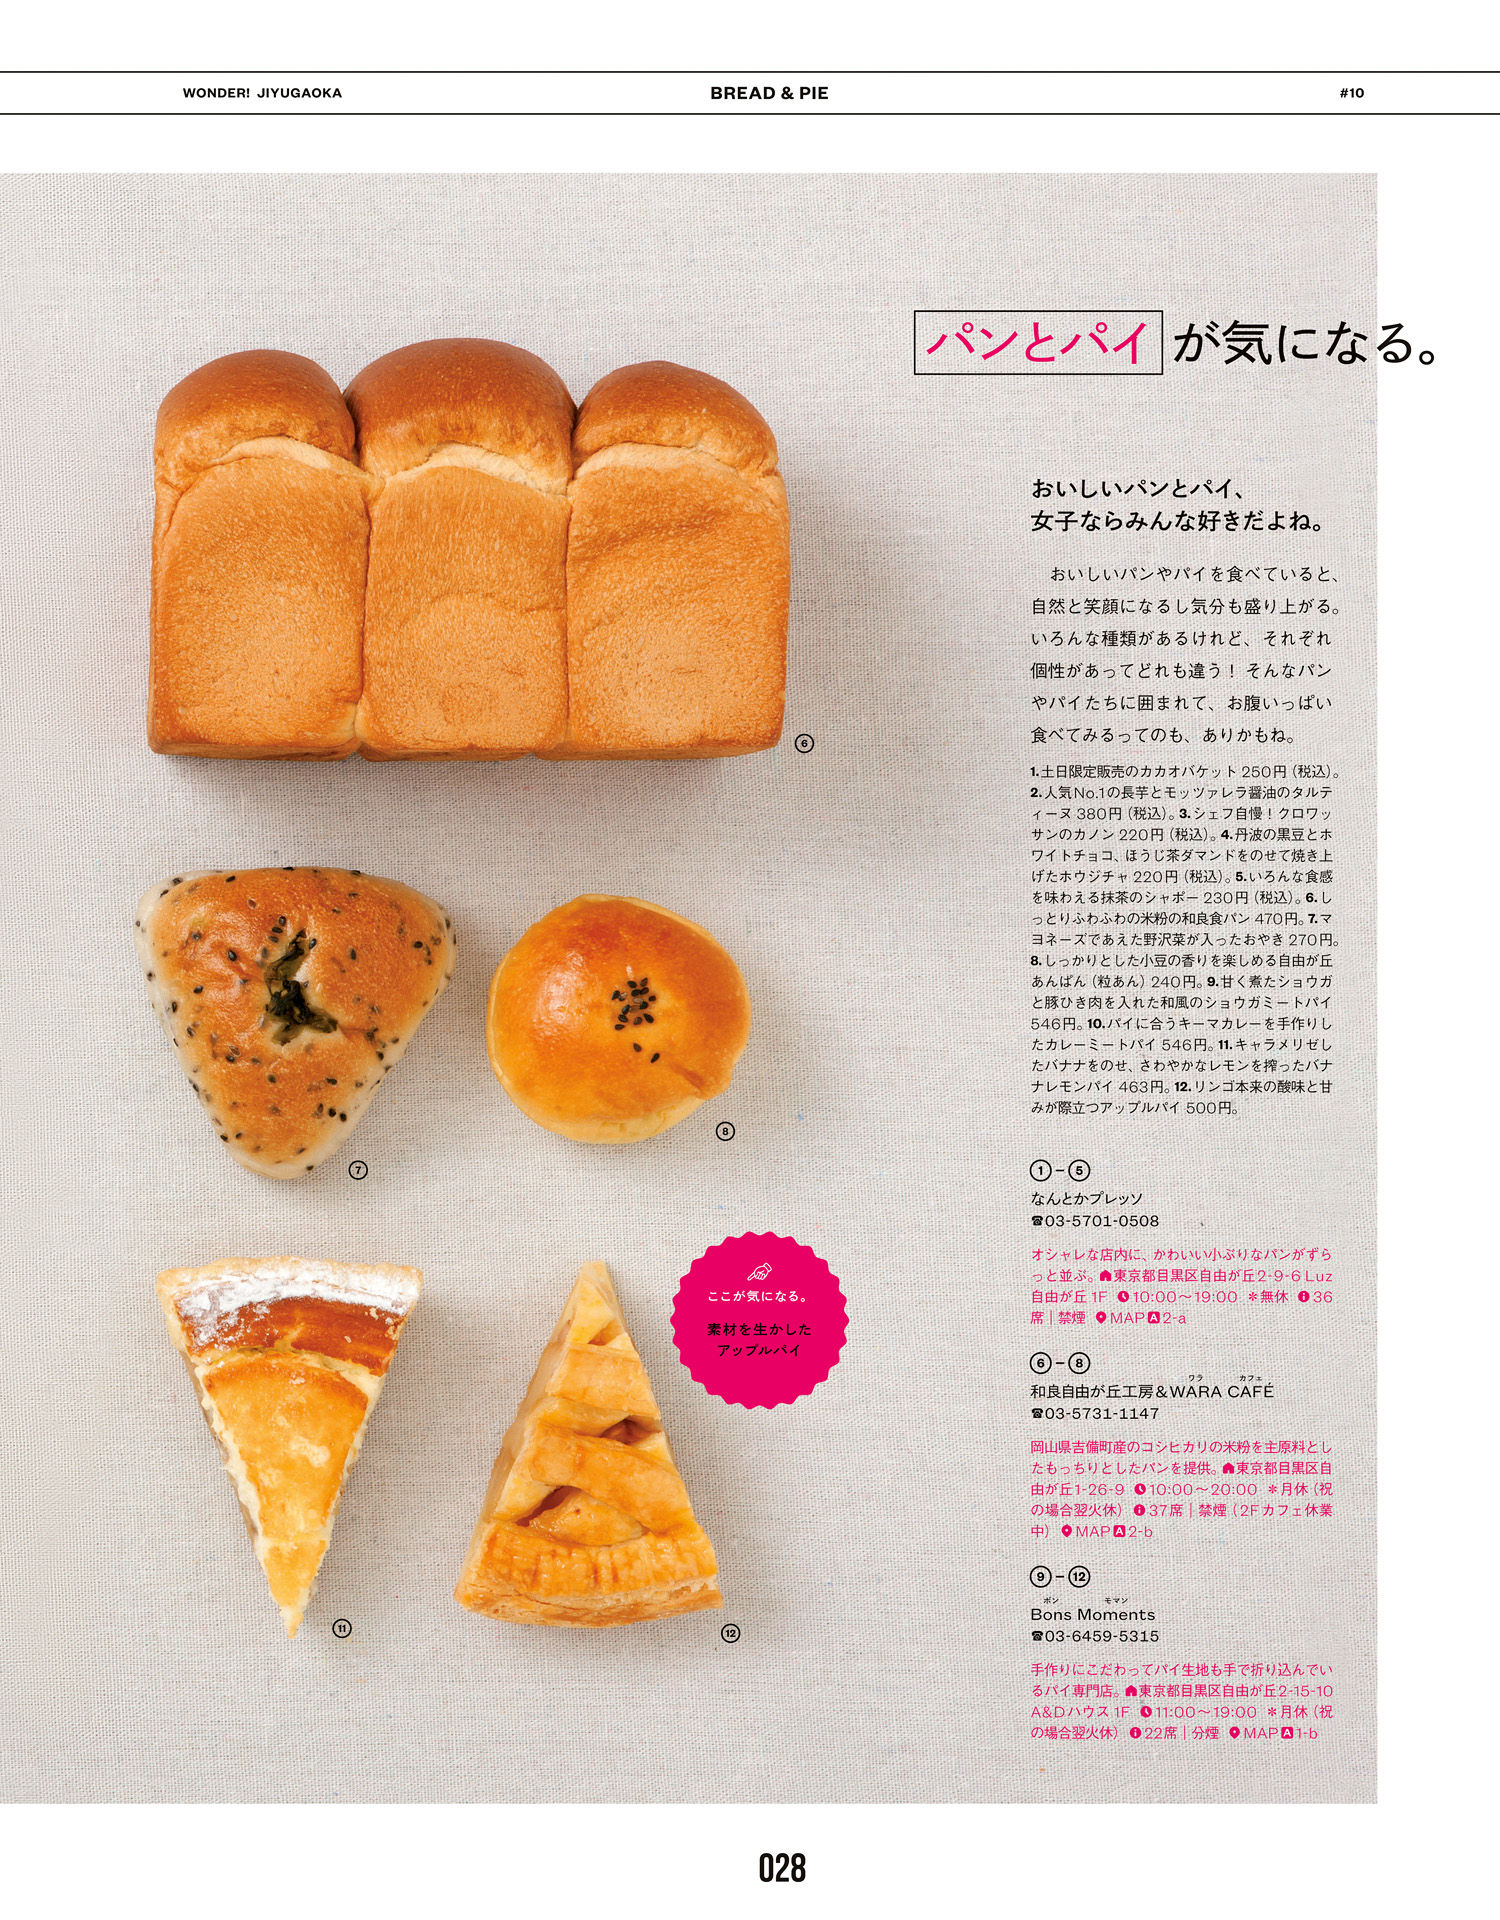 WONDER! JIYUGAOKA
BREAD & PIE
#10
パンとパイが気になる。
おいしいパンとパイ、
女子ならみんな好きだよね。
おいしいパンやパイを食べていると、
自然と笑顔になるし気分も盛り上がる。
いろんな種類があるけれど、それぞれ
個性があってどれも違う！ そんなパン
やパイたちに囲まれて、お腹いっぱい
食べてみるってのも、ありかもね。
1.土日限定販売のカカオバケット 250円（税込）。
2.人気No.1の長芋とモッツァレラ醤油のタルテ
ィーヌ 380円（税込）。3.シェフ自慢！クロワッ
サンのカノン 220円（税込）。4.丹波の黒豆とホ
ワイトチョコ、ほうじ茶ダマンドをのせて焼き上
げたホウジチャ 220円（税込）。5.いろんな食感
を味わえる抹茶のシャポー 230円（税込）。6.し
っとりふわふわの米粉の和良食パン 470円。7.マ
ヨネーズであえた野沢菜が入ったおやき 270円。
8.しっかりとした小豆の香りを楽しめる自由が丘
あんぱん（粒あん）240円。9.甘く煮たショウガ
と豚ひき肉を入れた和風のショウガミートパイ
546円。10.パイに合うキーマカレーを手作りし
たカレーミートパイ 546円。11.キャラメリゼし
たバナナをのせ、さわやかなレモンを搾ったバナ
ナレモンパイ 463円。12.リンゴ本来の酸味と甘
みが際立つアップルパイ 500円。
①-⑤
なんとかプレッソ
☎03-5701-0508
オシャレな店内に、かわいい小ぶりなパンがずら
っと並ぶ。東京都目黒区自由が丘2-9-6 Luz
自由が丘 1F 10:00〜19:00 ＊無休 36
席｜禁煙 MAP A 2-a
⑥-⑧
ワラ カフェ
和良自由が丘工房＆WARA CAFÉ
☎03-5731-1147
岡山県吉備町産のコシヒカリの米粉を主原料とし
たもっちりとしたパンを提供。東京都目黒区自
由が丘1-26-9 10:00〜20:00 ＊月休（祝
の場合翌火休） 37席｜禁煙（2Fカフェ休業
中） MAP A 2-b
⑨-⑫
ボン モマン
Bons Moments
☎03-6459-5315
手作りにこだわってパイ生地も手で折り込んでい
るパイ専門店。東京都目黒区自由が丘2-15-10
A&Dハウス 1F 11:00〜19:00 ＊月休（祝
の場合翌火休） 22席｜分煙 MAP A 1-b
⑥
⑦
⑧
ここが気になる。
素材を生かした
アップルパイ
⑪
⑫
028